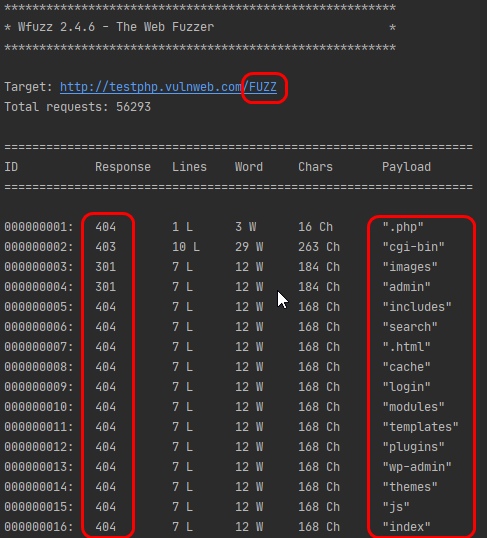 ********************************************************
* Wfuzz 2.4.6 - The Web Fuzzer                         *
********************************************************
Target: http://testphp.vulnweb.com/FUZZ
Total requests: 56293
===================================================================
ID           Response   Lines    Word     Chars       Payload
===================================================================
000000001:   404        1 L      3 W      16 Ch       ".php"
000000002:   403        10 L     29 W     263 Ch      "cgi-bin"
000000003:   301        7 L      12 W     184 Ch      "images"
000000004:   301        7 L      12 W     184 Ch      "admin"
000000005:   404        7 L      12 W     168 Ch      "includes"
000000006:   404        7 L      12 W     168 Ch      "search"
000000007:   404        7 L      12 W     168 Ch      ".html"
000000008:   404        7 L      12 W     168 Ch      "cache"
000000009:   404        7 L      12 W     168 Ch      "login"
000000010:   404        7 L      12 W     168 Ch      "modules"
000000011:   404        7 L      12 W     168 Ch      "templates"
000000012:   404        7 L      12 W     168 Ch      "plugins"
000000013:   404        7 L      12 W     168 Ch      "wp-admin"
000000014:   404        7 L      12 W     168 Ch      "themes"
000000015:   404        7 L      12 W     168 Ch      "js"
000000016:   404        7 L      12 W     168 Ch      "index"